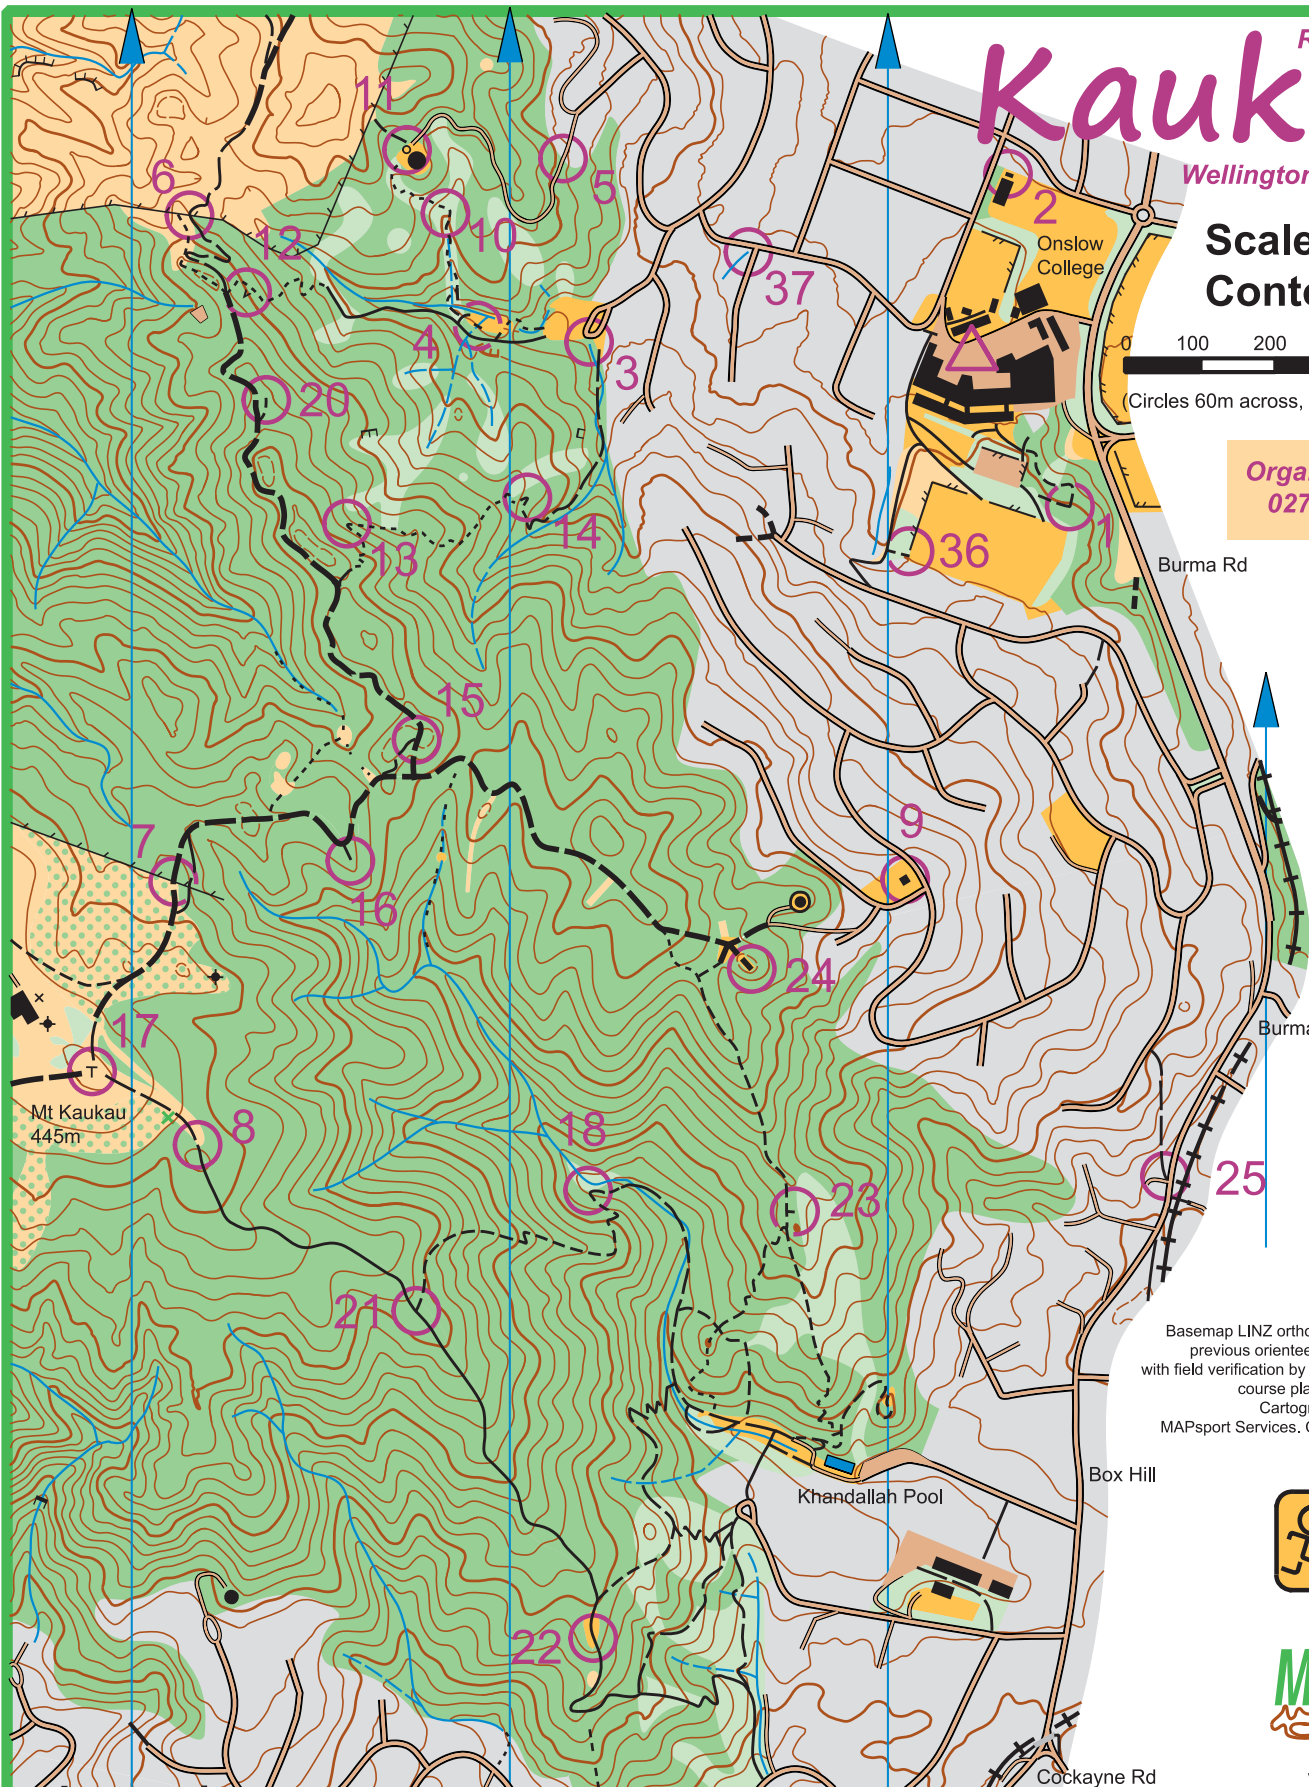 Kauk
R
Wellington
Scale
Conte
0 100 200
(Circles 60m across,
Orga
027
11
6
5
2
12
10
Onslow
College
37
4
3
20
14
13
36
1
Burma Rd
15
9
7
16
24
17
Burma
Mt Kaukau
445m
8
18
25
23
21
Basemap LINZ ortho
previous orientee
with field verification by
course pla
Cartogr
MAPsport Services. C
Box Hill
Khandallah Pool
22
M
Cockayne Rd